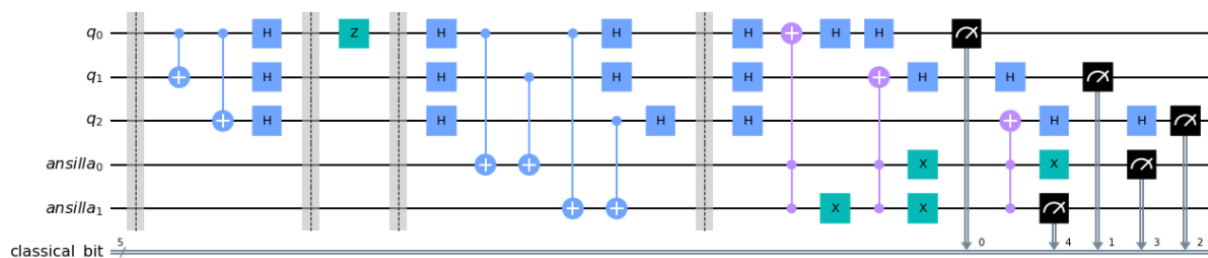 q0 H Z H H H H H
q1 H H H H H H
q2 H H H H H H
ansilla0 X X
ansilla1 X X
classical bit 5 0 4 1 3 2